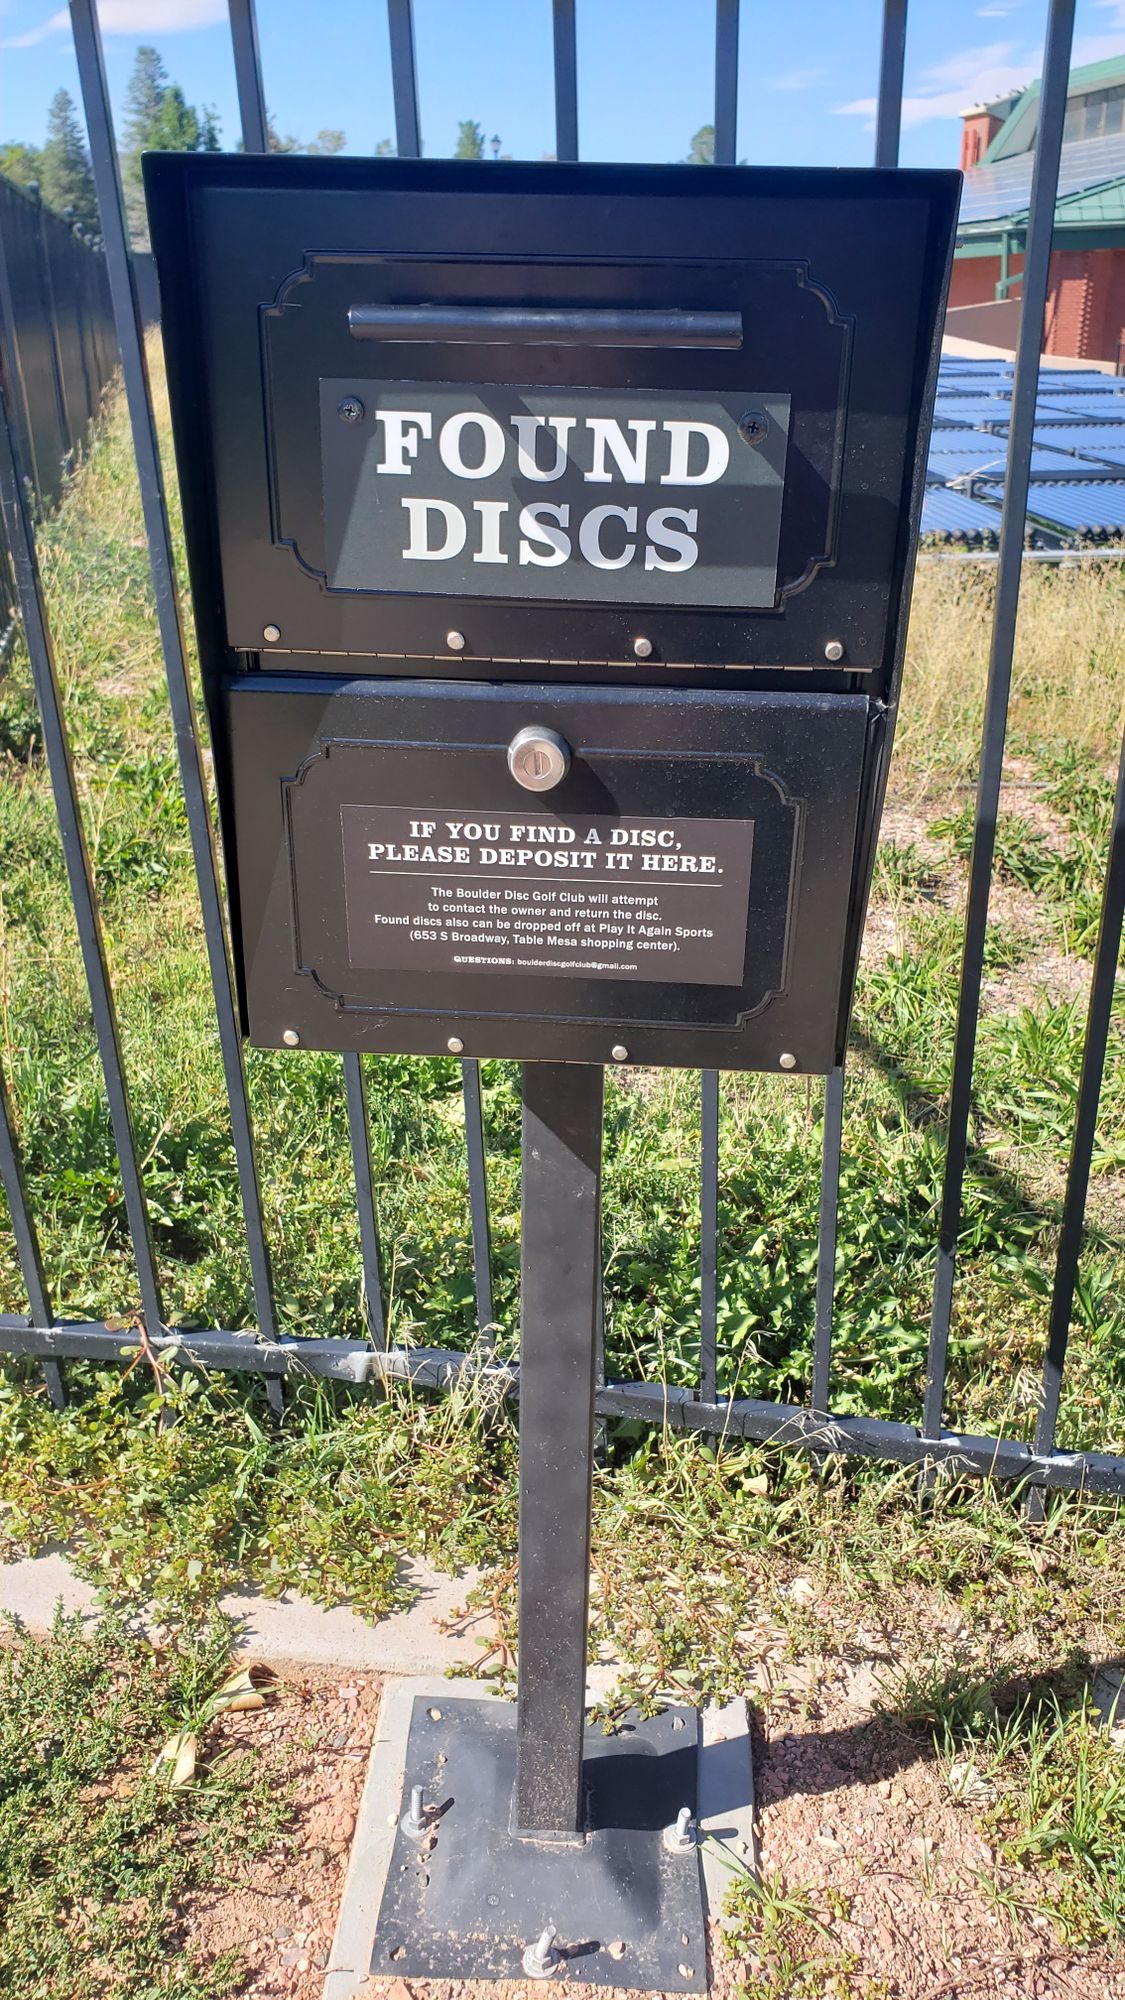 FOUND
DISCS
IF YOU FIND A DISC,
PLEASE DEPOSIT IT HERE.
The Boulder Disc Golf Club will attempt
to contact the owner and return the disc.
Found discs also can be dropped off at Play It Again Sports
(653 S Broadway, Table Mesa shopping center).
QUESTIONS: boulderdiscgolfclub@gmail.com